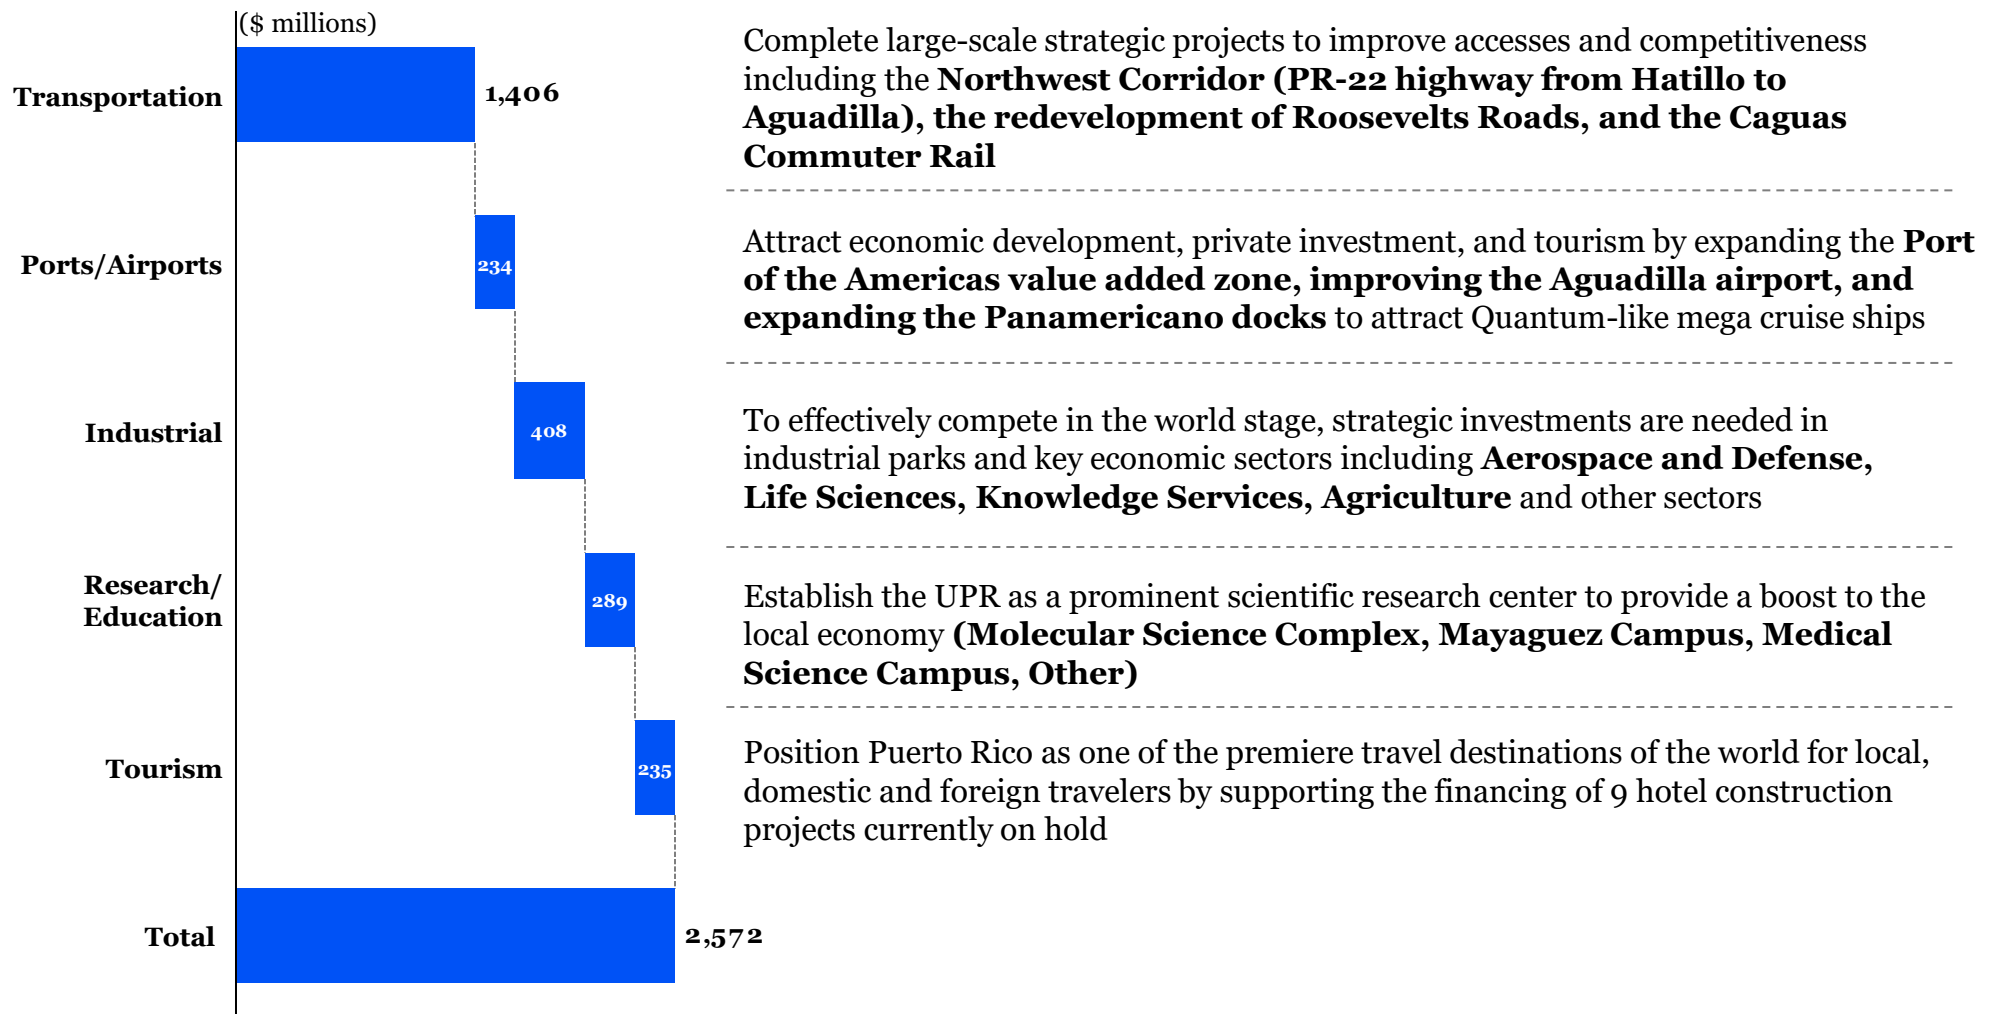 ($ millions)
Transportation
1,406
Complete large-scale strategic projects to improve accesses and competitiveness
including the Northwest Corridor (PR-22 highway from Hatillo to
Aguadilla), the redevelopment of Roosevelts Roads, and the Caguas
Commuter Rail
Ports/Airports
234
Attract economic development, private investment, and tourism by expanding the Port
of the Americas value added zone, improving the Aguadilla airport, and
expanding the Panamericano docks to attract Quantum-like mega cruise ships
Industrial
408
To effectively compete in the world stage, strategic investments are needed in
industrial parks and key economic sectors including Aerospace and Defense,
Life Sciences, Knowledge Services, Agriculture and other sectors
Research/
Education
289
Establish the UPR as a prominent scientific research center to provide a boost to the
local economy (Molecular Science Complex, Mayaguez Campus, Medical
Science Campus, Other)
Tourism
235
Position Puerto Rico as one of the premiere travel destinations of the world for local,
domestic and foreign travelers by supporting the financing of 9 hotel construction
projects currently on hold
Total
2,572